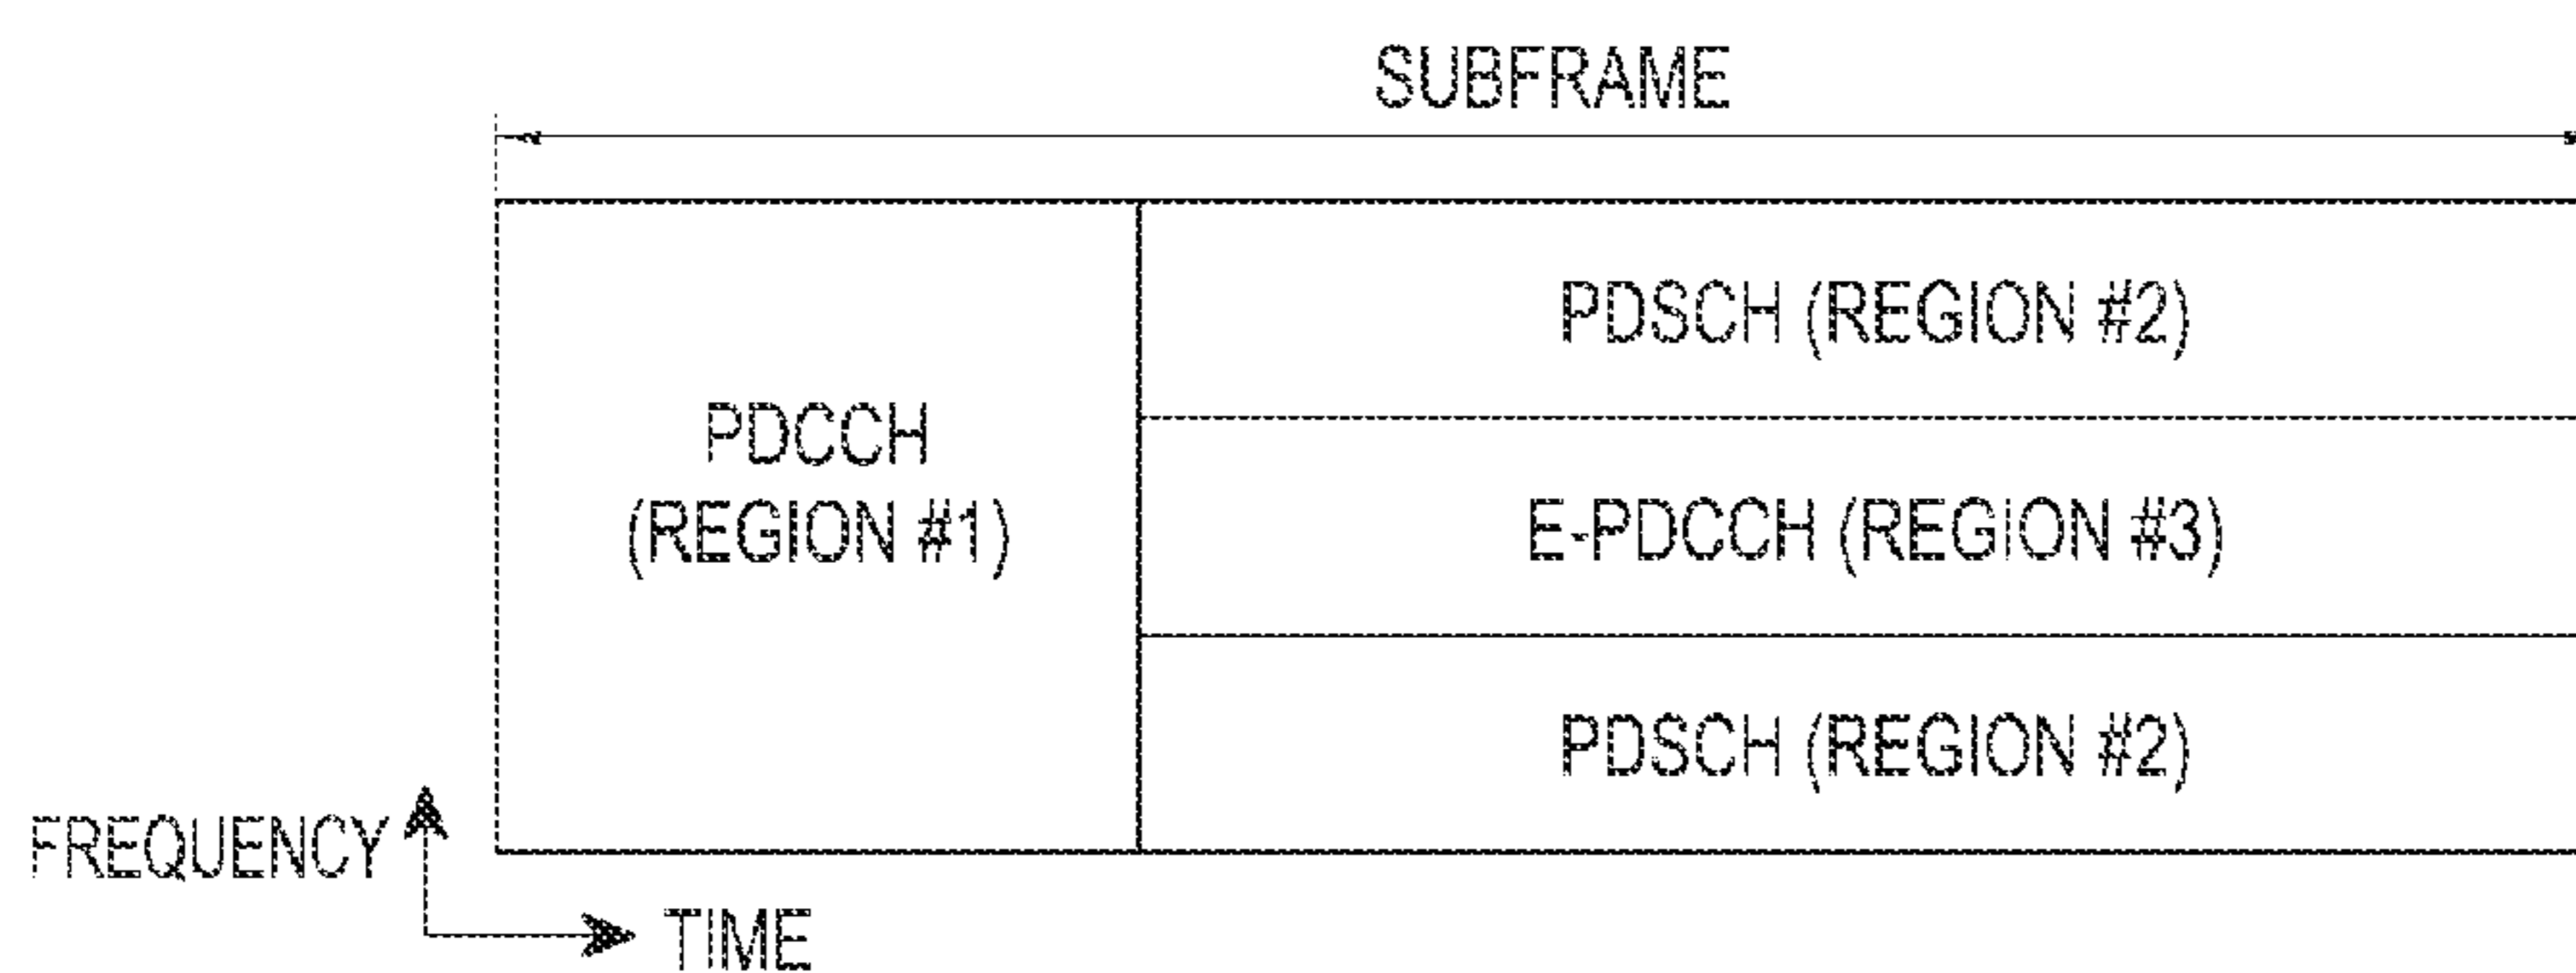 SUBFRAME
PDSCH (REGION #2)
PDCCH
(REGION #1)
E-PDCCH (REGION #3)
PDSCH (REGION #2)
FREQUENCY
TIME